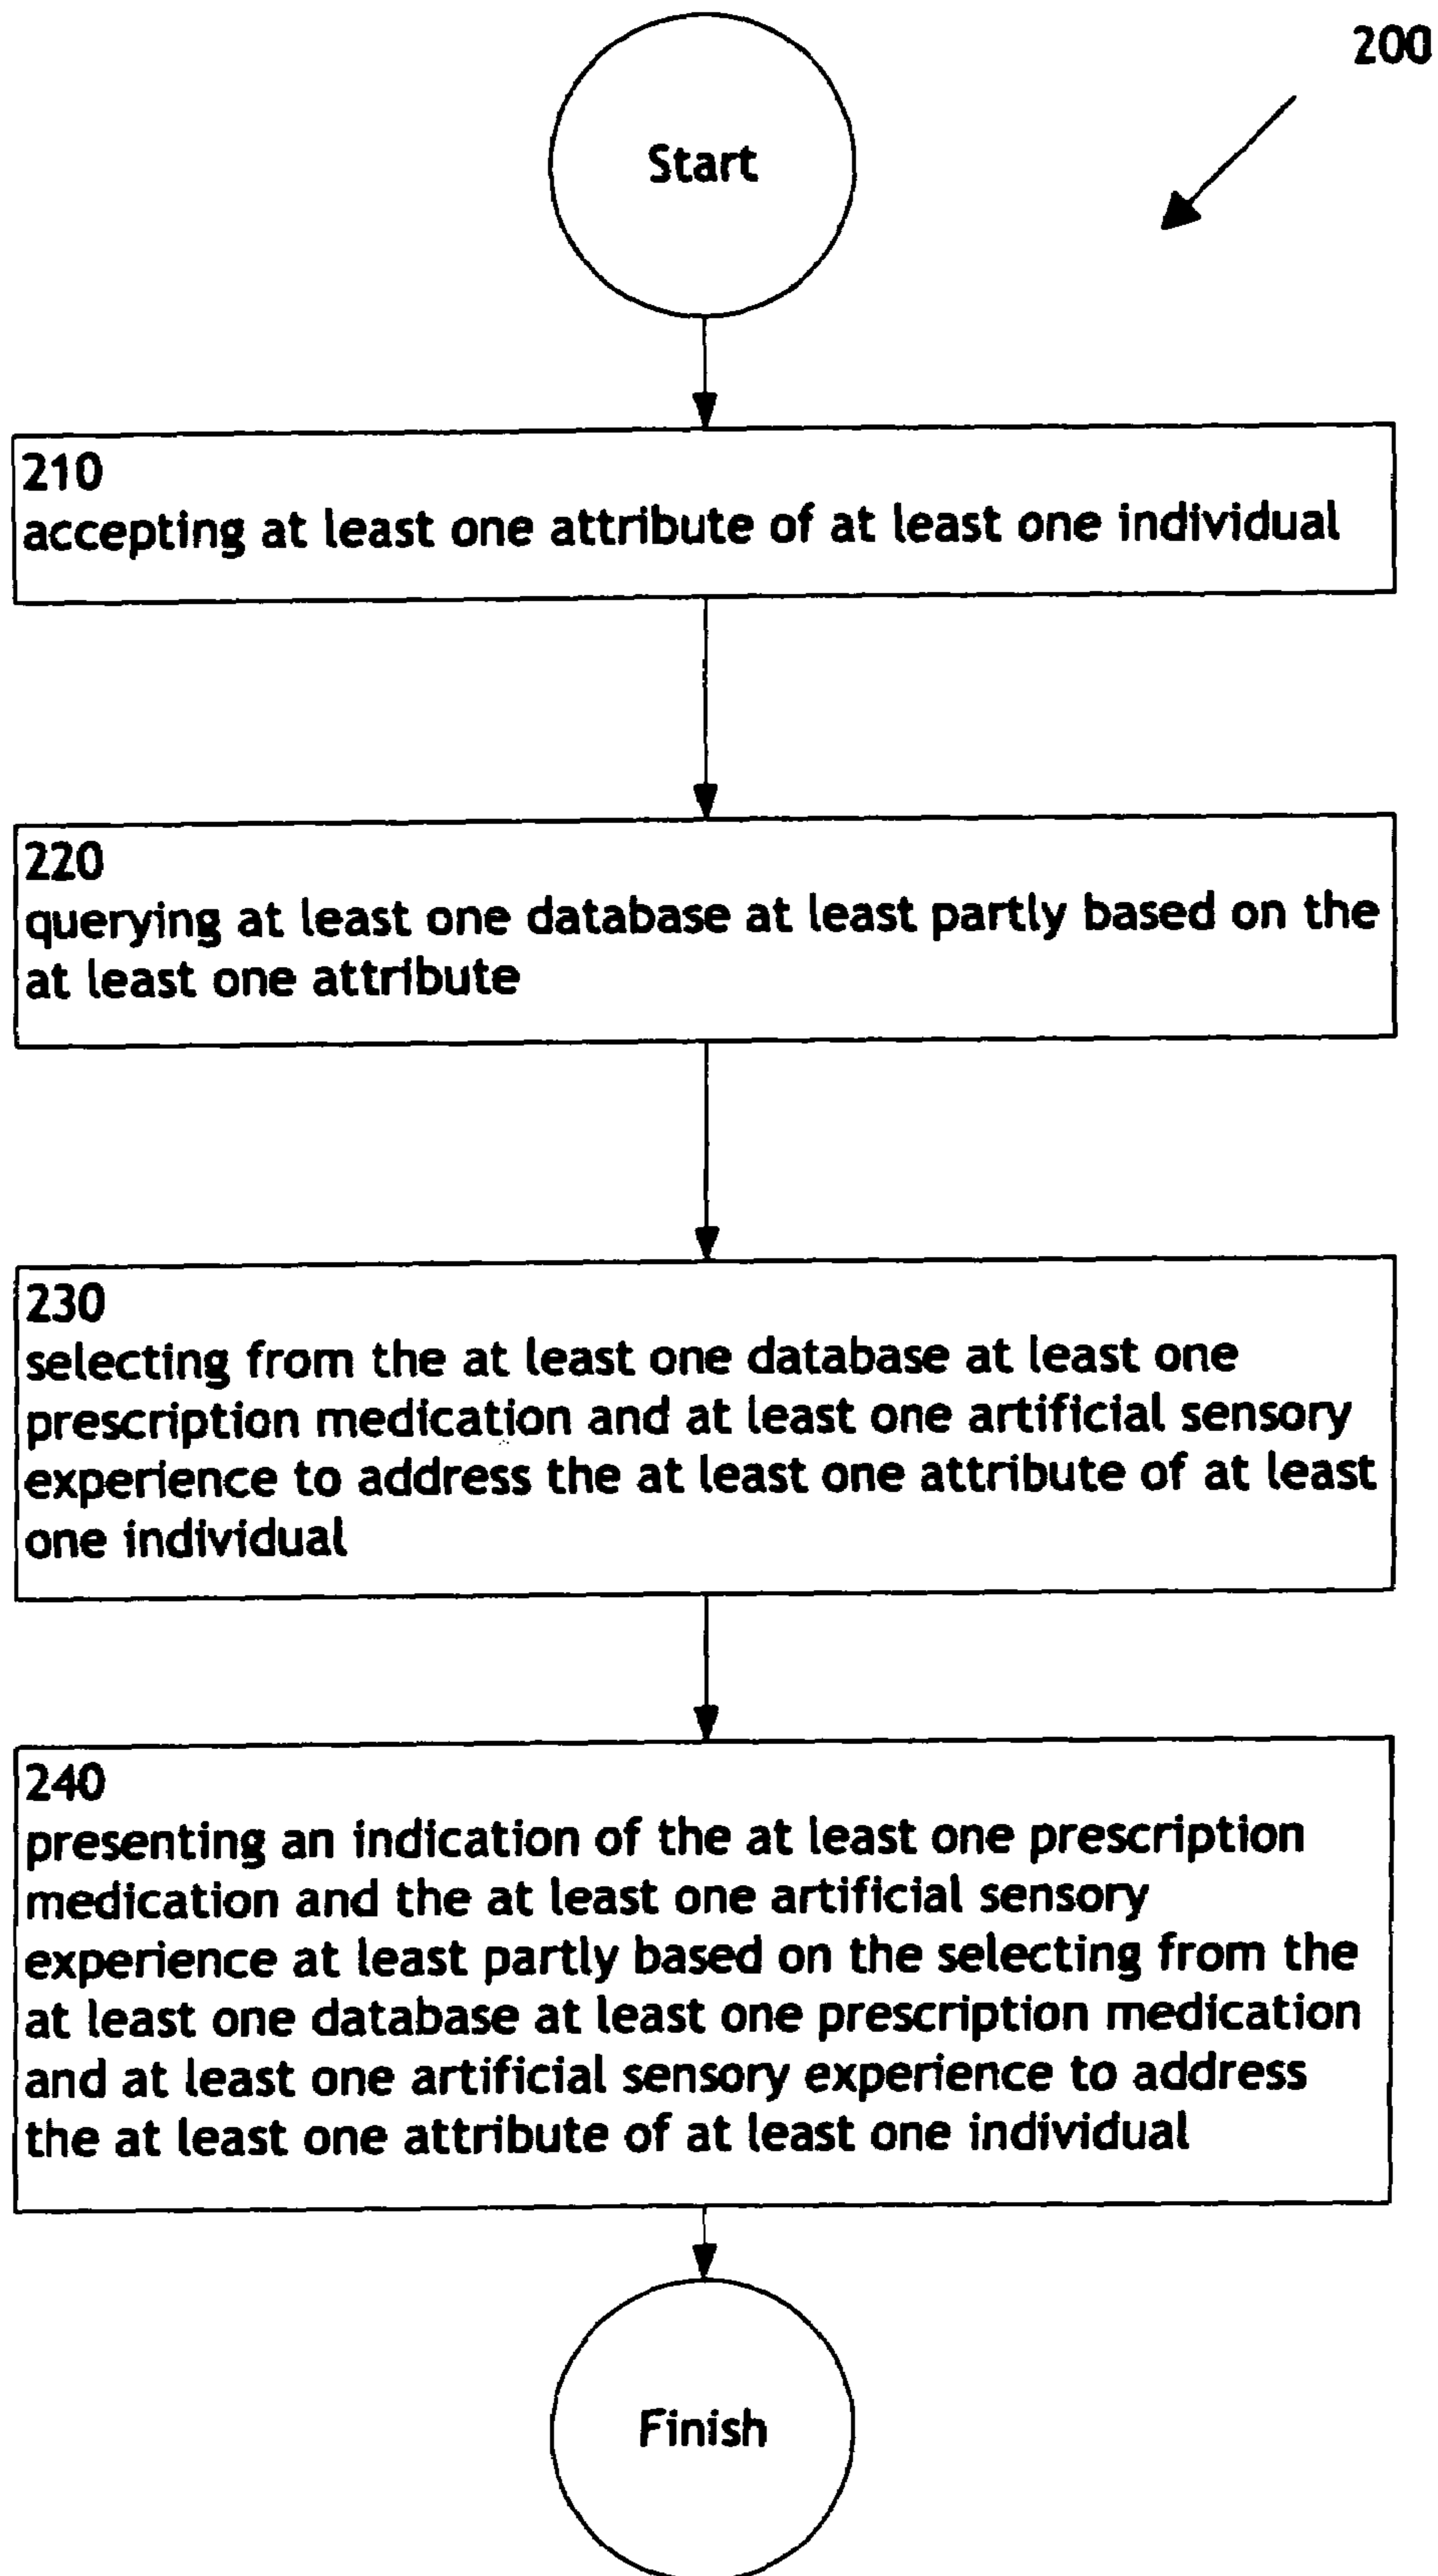 200
Start
210
accepting at least one attribute of at least one individual
220
querying at least one database at least partly based on the
at least one attribute
230
selecting from the at least one database at least one
prescription medication and at least one artificial sensory
experience to address the at least one attribute of at least
one individual
240
presenting an indication of the at least one prescription
medication and the at least one artificial sensory
experience at least partly based on the selecting from the
at least one database at least one prescription medication
and at least one artificial sensory experience to address
the at least one attribute of at least one individual
Finish